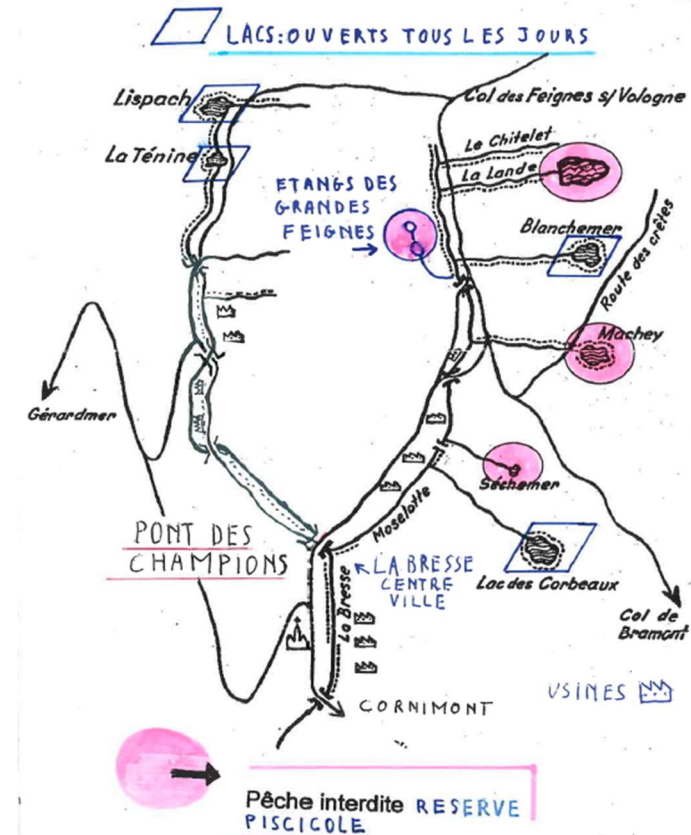 LACS:OUVERTS TOUS LES JOURS
Lispach
Col des Feignes s/Vologne
Le Chitelet
La Ténine
La Lande
ETANGS DES
GRANDES
FEIGNES
Blanchemer
Route des crêtes
Machey
Gérardmer
Séchemer
Moselotte
PONT DES
CHAMPIONS
LA BRESSE
CENTRE
VILLE
Lac des Corbeaux
La Bresse
Col de
Bramont
USINES
CORNIMONT
Pêche interdite RESERVE
PISCICOLE